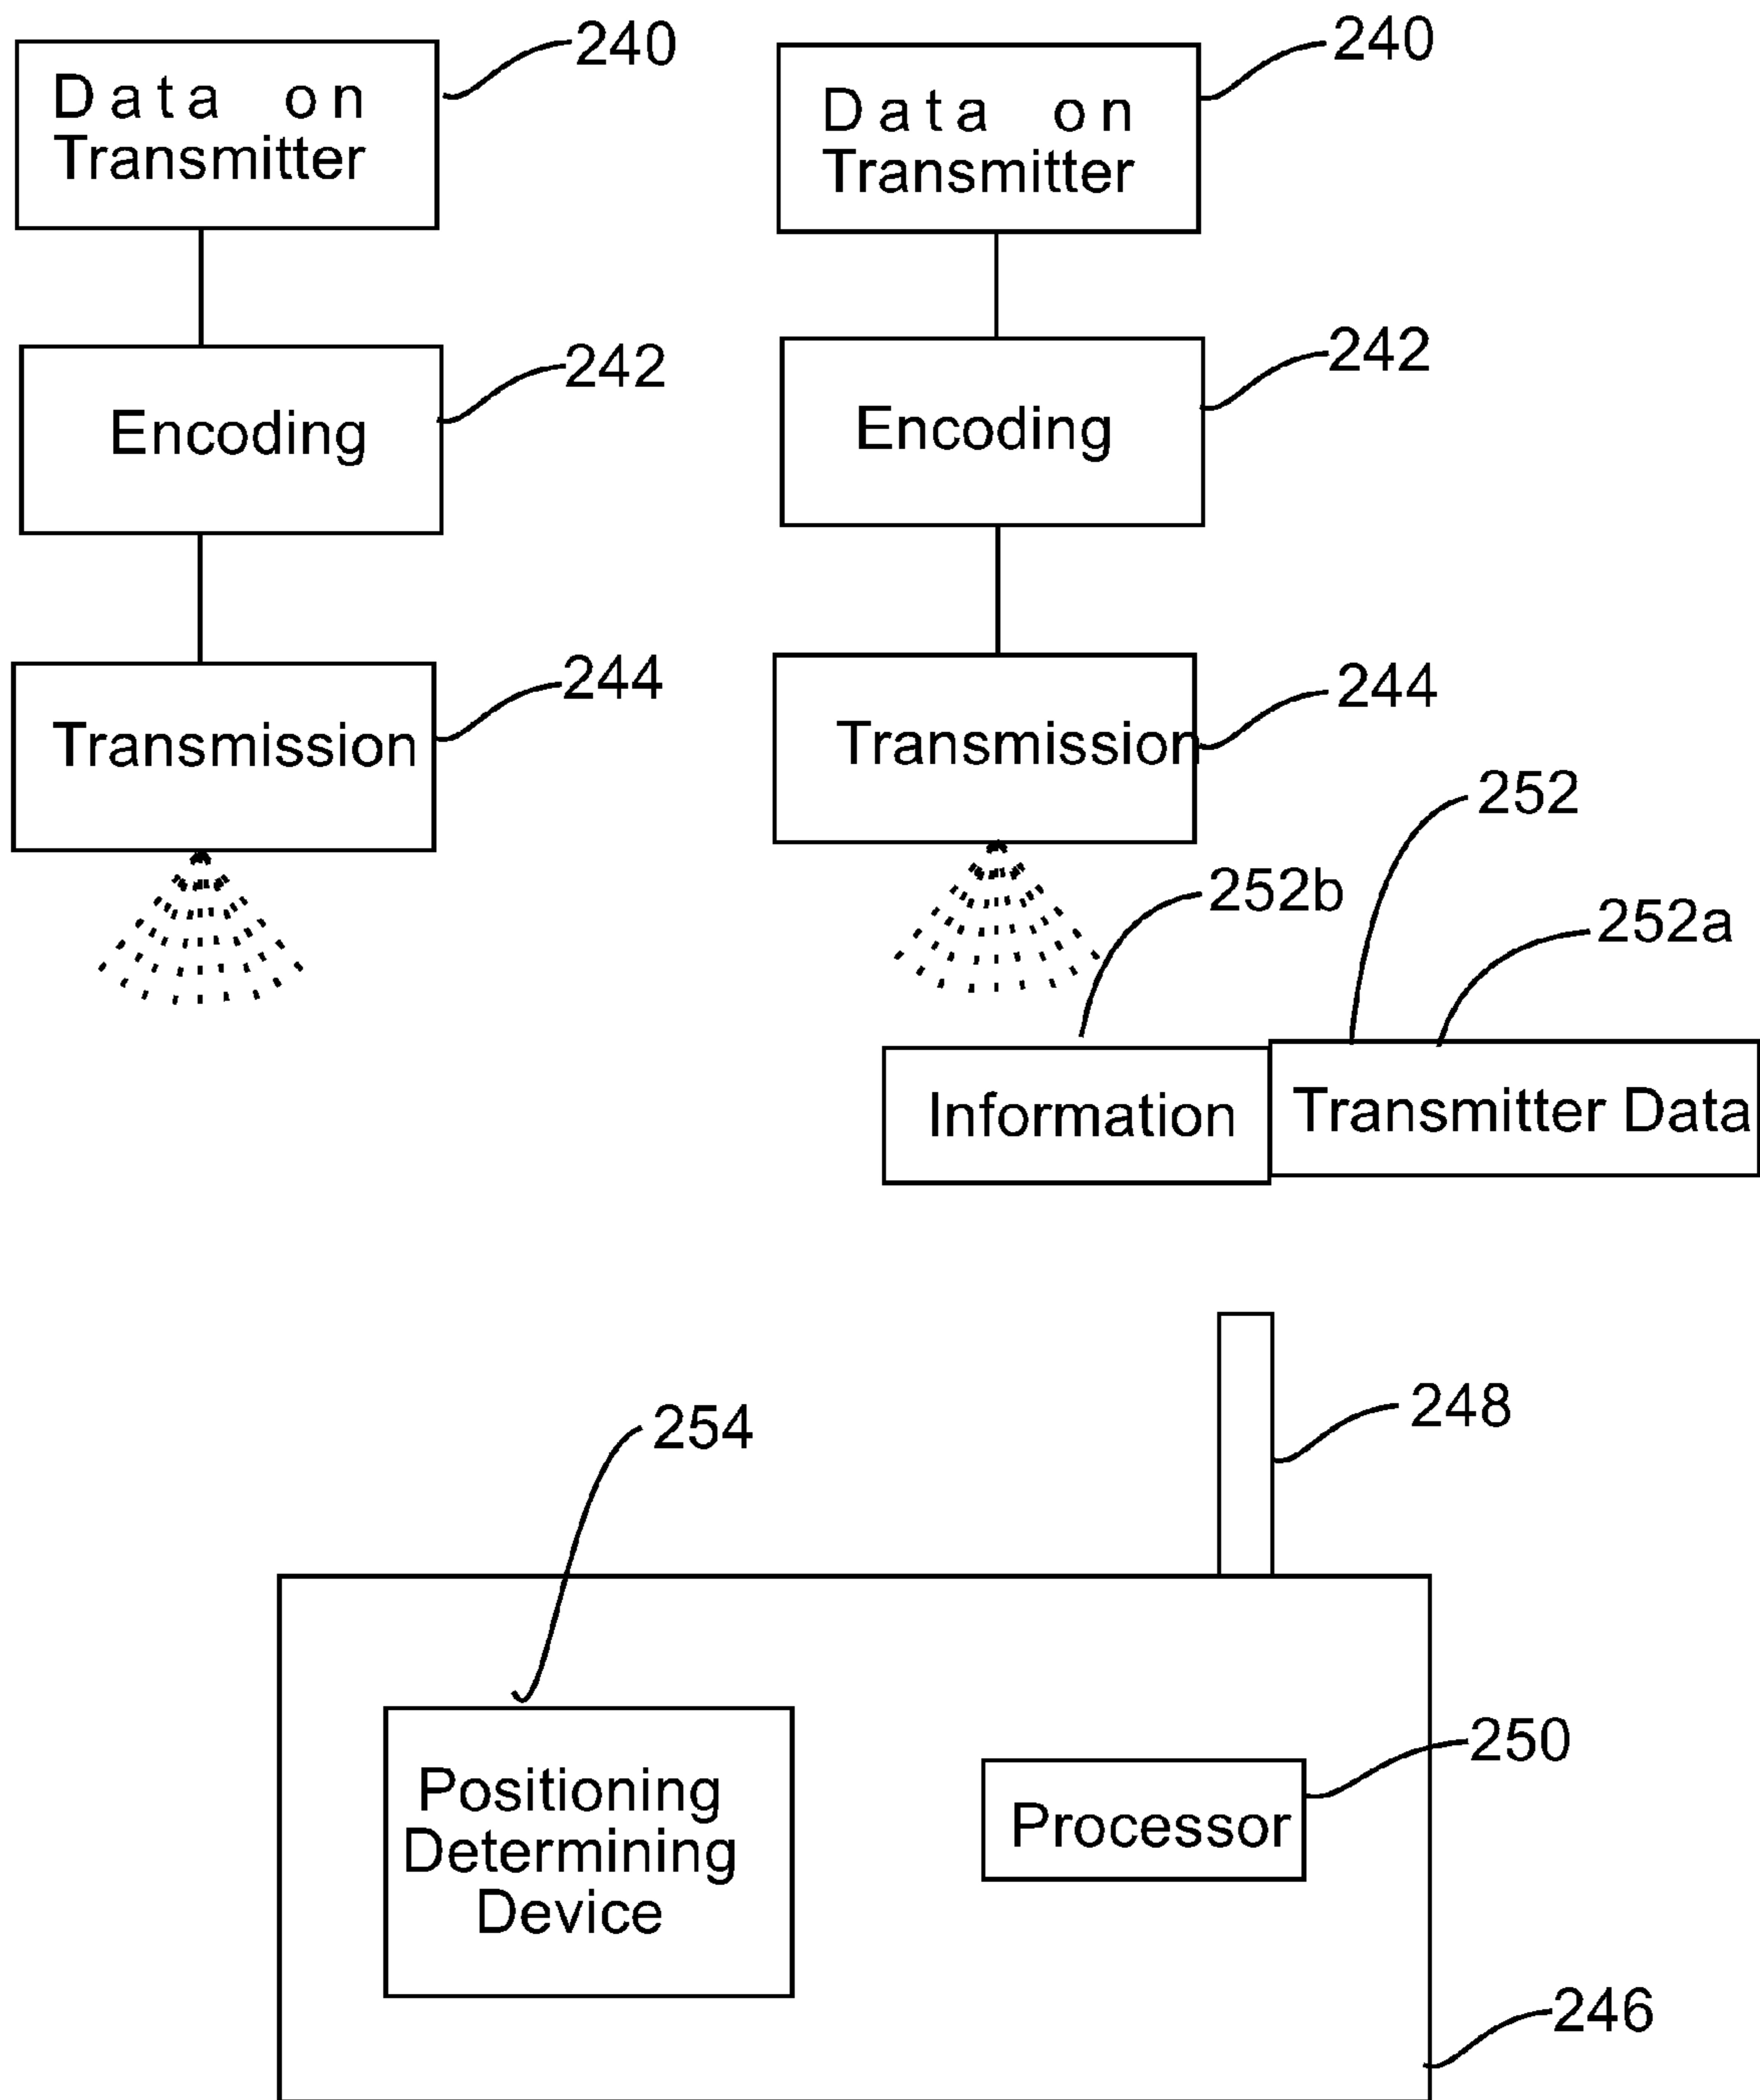 240
240
Data on
Transmitter
Data on
Transmitter
242
242
Encoding
Encoding
244
244
Transmission
Transmission
252
252b
252a
Information
Transmitter Data
248
254
250
Positioning
Determining
Device
Processor
246